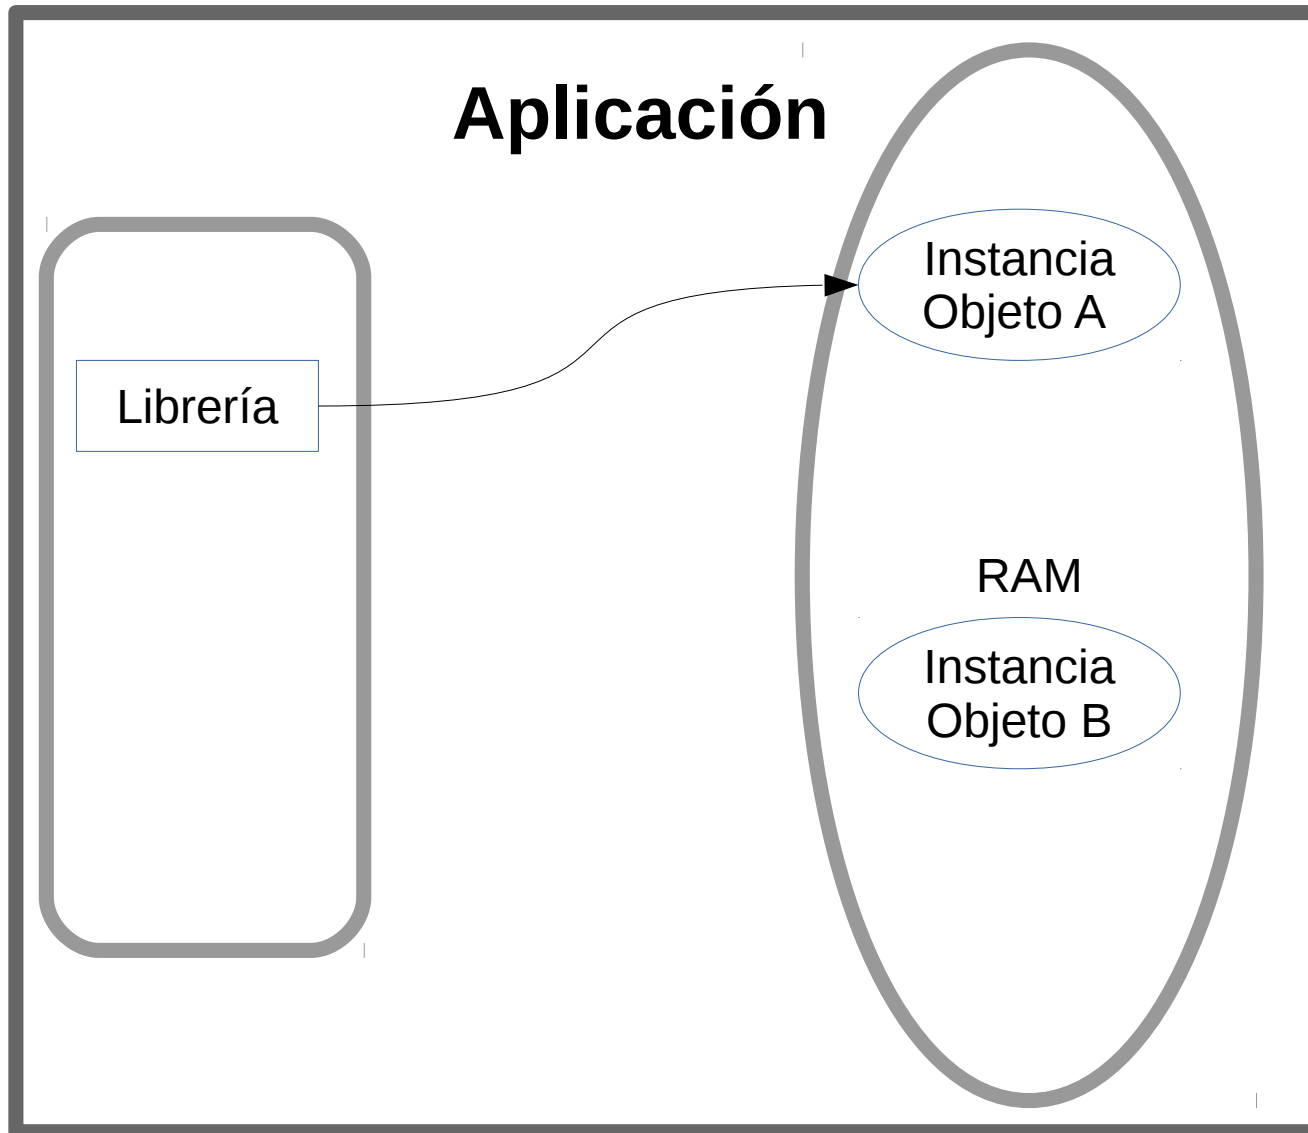 Aplicación
Instancia
Objeto A
Librería
RAM
Instancia
Objeto B